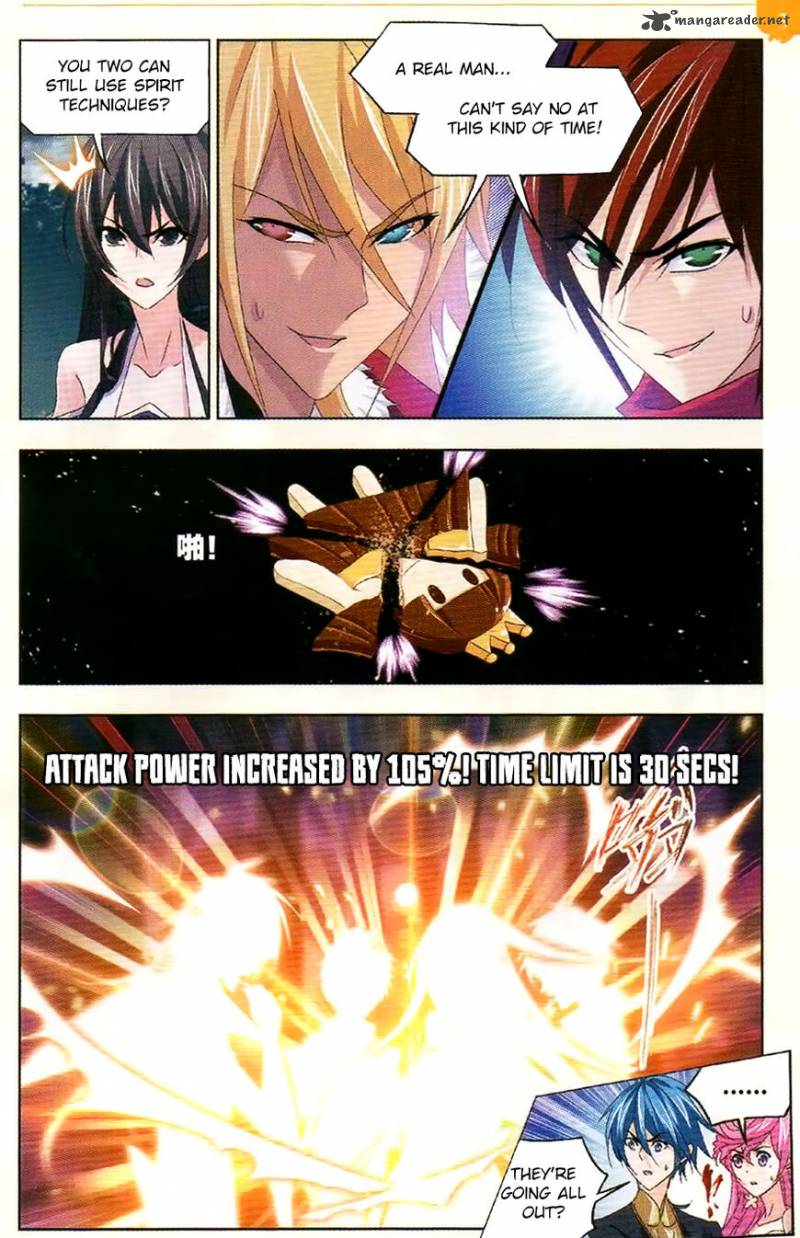 mangareader.net
YOU TWO CAN
STILL USE SPIRIT
TECHNIQUES?
A REAL MAN...
CAN'T SAY NO AT
THIS KIND OF TIME!
啪!
ATTACK POWER INCREASED BY 105%! TIME LIMIT IS 30 SECS!
......
THEY'RE
GOING ALL
OUT?